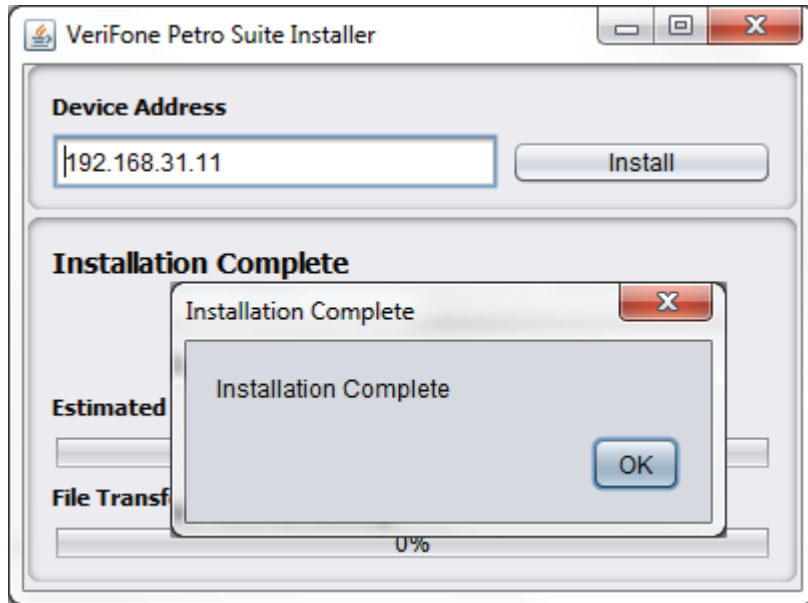 VeriFone Petro Suite Installer
Device Address
192.168.31.11
Install
Installation Complete
Installation Complete
Installation Complete
Estimated
OK
File Transf
0%